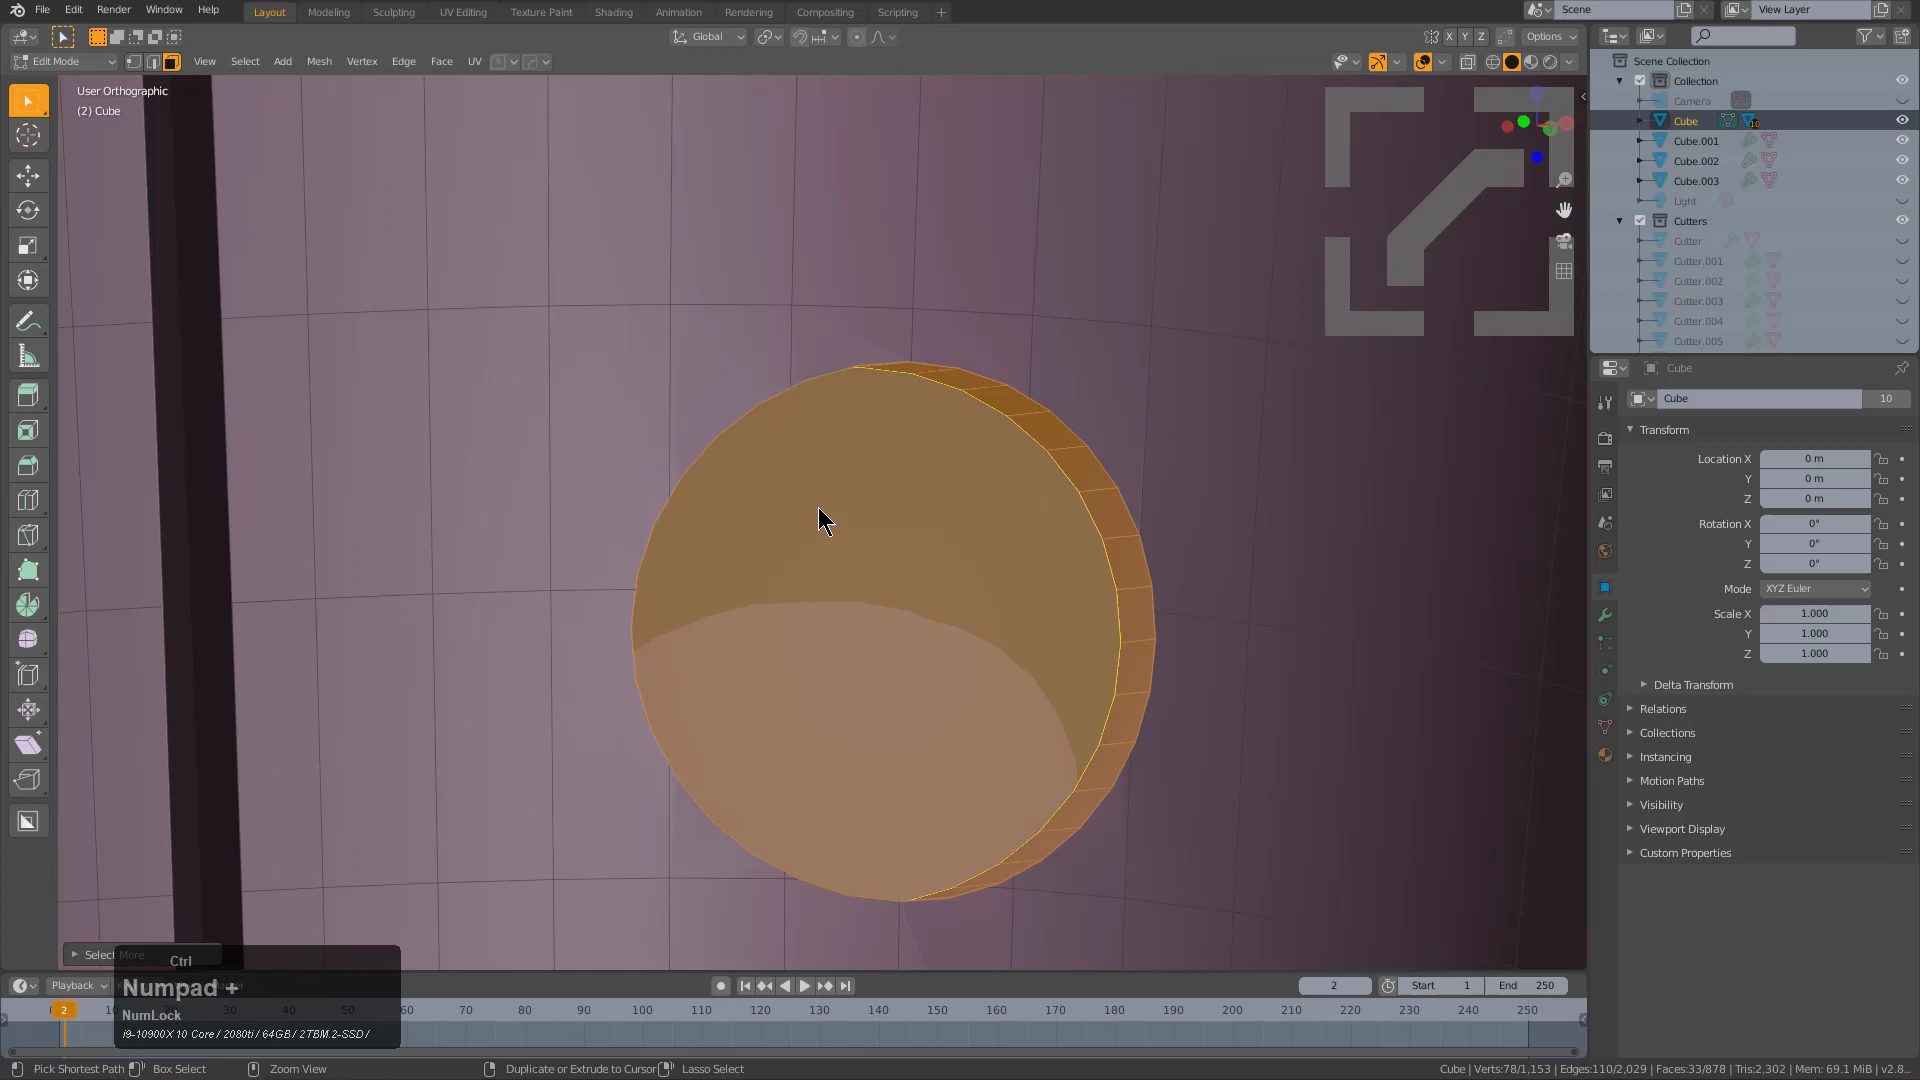 File Edit Render Window Help
Layout Modeling Sculpting UV Editing Texture Paint Shading Animation Rendering Compositing Scripting +
Scene
View Layer
Global
X Y Z
Options
Edit Mode
View Select Add Mesh Vertex Edge Face UV
User Orthographic
(2) Cube
Scene Collection
Collection
Camera
Cube
10
Cube.001
Cube.002
Cube.003
Light
Cutters
Cutter
Cutter.001
Cutter.002
Cutter.003
Cutter.004
Cutter.005
Cube
Cube 10
Transform
Location X 0 m
Y 0 m
Z 0 m
Rotation X 0°
Y 0°
Z 0°
Mode XYZ Euler
Scale X 1.000
Y 1.000
Z 1.000
Delta Transform
Relations
Collections
Instancing
Motion Paths
Visibility
Viewport Display
Custom Properties
Select More
Ctrl
Numpad +
NumLock
i9-10900X 10 Core / 2080ti / 64GB / 2TBM.2-SSD /
Playback
2
Start 1
End 250
2 10 40 50 60 70 80 90 100 110 120 130 140 150 160 170 180 190 200 210 220 230 240 250
Pick Shortest Path Box Select Zoom View Duplicate or Extrude to Cursor Lasso Select
Cube | Verts:78/1,153 | Edges:110/2,029 | Faces:33/878 | Tris:2,302 | Mem: 69.1 MiB | v2.8...